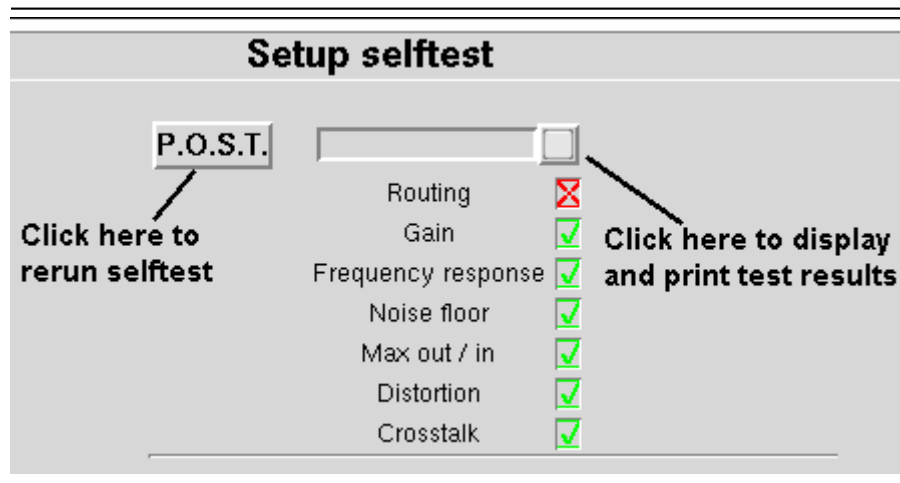 Setup selftest
P.O.S.T.
Routing
Click here to
rerun selftest
Gain
Click here to display
and print test results
Frequency response
Noise floor
Max out / in
Distortion
Crosstalk